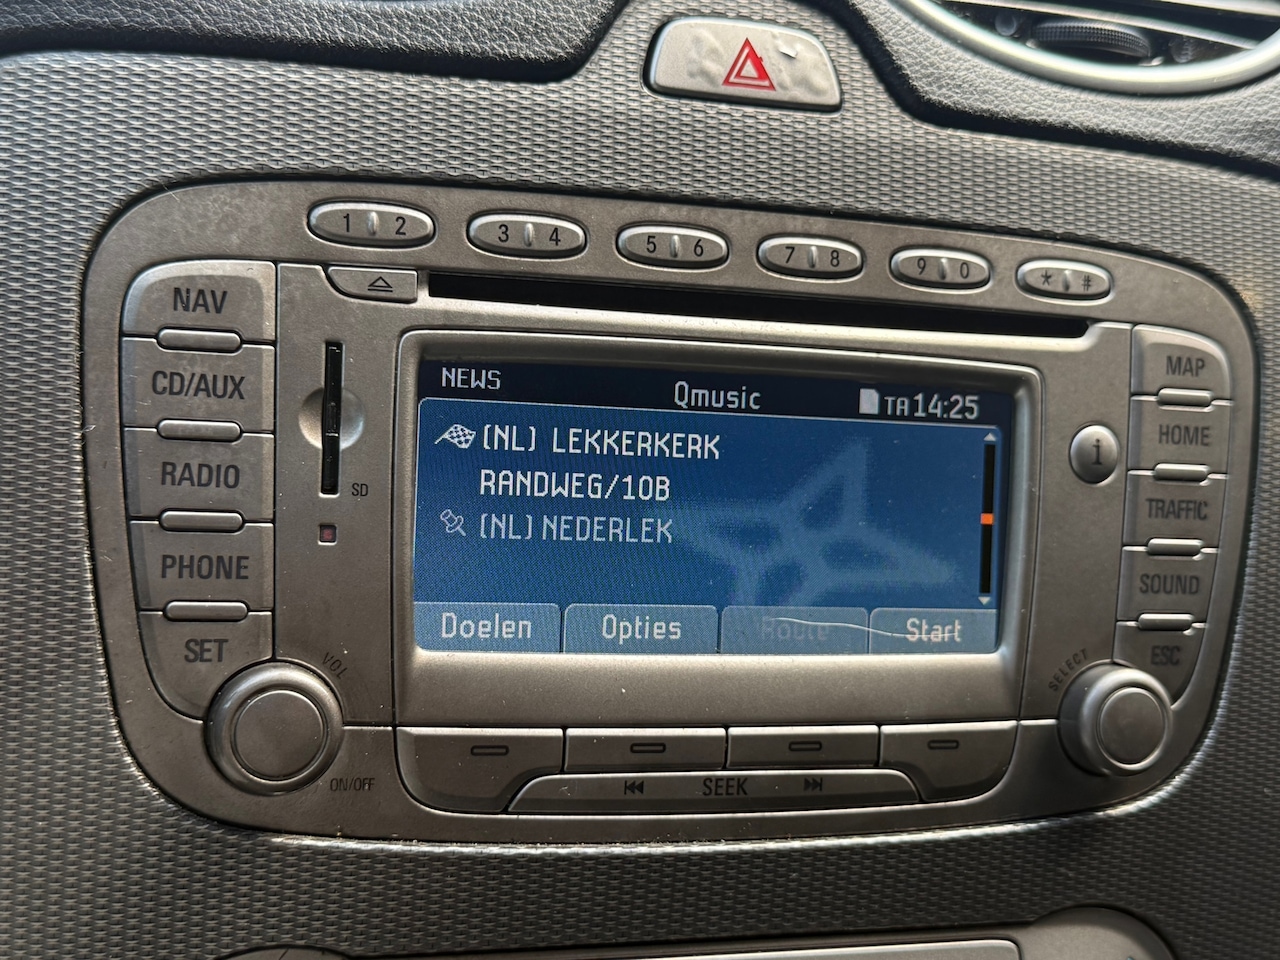 1 2
3 4
5 6
7 8
9 0
* #
NAV
CD/AUX
RADIO
PHONE
SET
SD
NEWS
Qmusic
TA 14:25
(NL) LEKKERKERK
RANDWEG/10B
(NL) NEDERLEK
Doelen
Opties
Route
Start
i
MAP
HOME
TRAFFIC
SOUND
ESC
VOL
ON/OFF
SELECT
SEEK